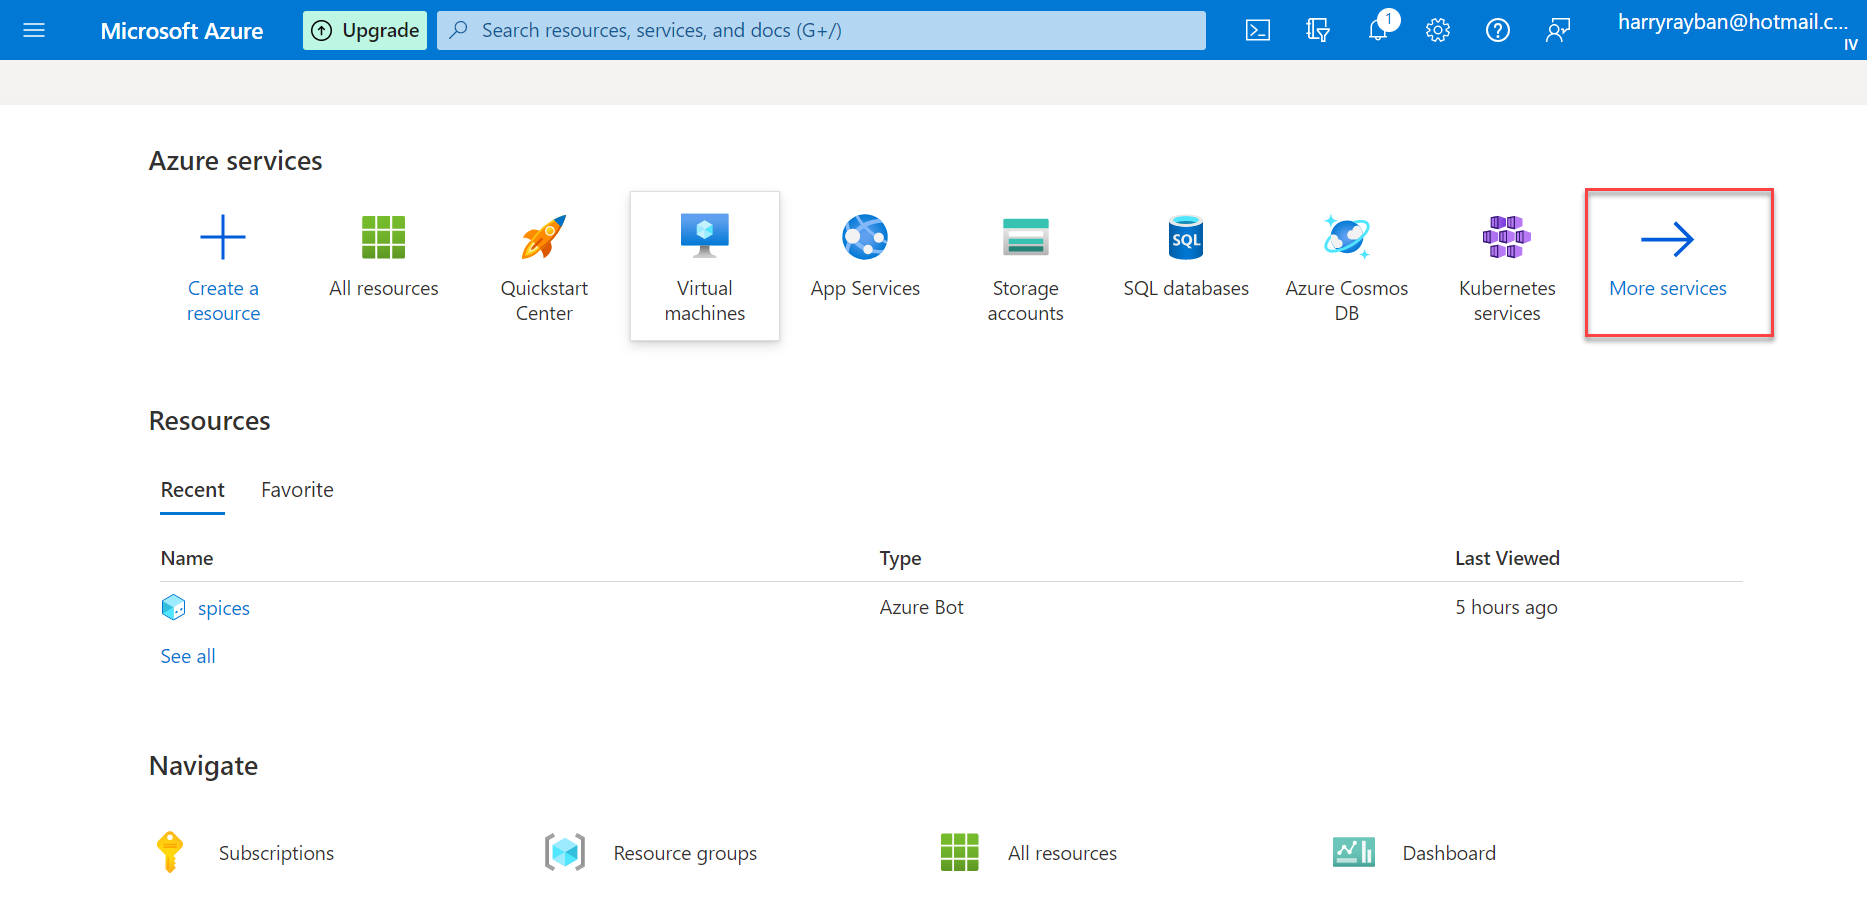 Microsoft Azure
Upgrade
Search resources, services, and docs (G+/)
1
harryrayban@hotmail.c...
IV
Azure services
Create a
resource
All resources
Quickstart
Center
Virtual
machines
App Services
Storage
accounts
SQL
SQL databases
Azure Cosmos
DB
Kubernetes
services
More services
Resources
Recent
Favorite
Name
Type
Last Viewed
spices
Azure Bot
5 hours ago
See all
Navigate
Subscriptions
Resource groups
All resources
Dashboard